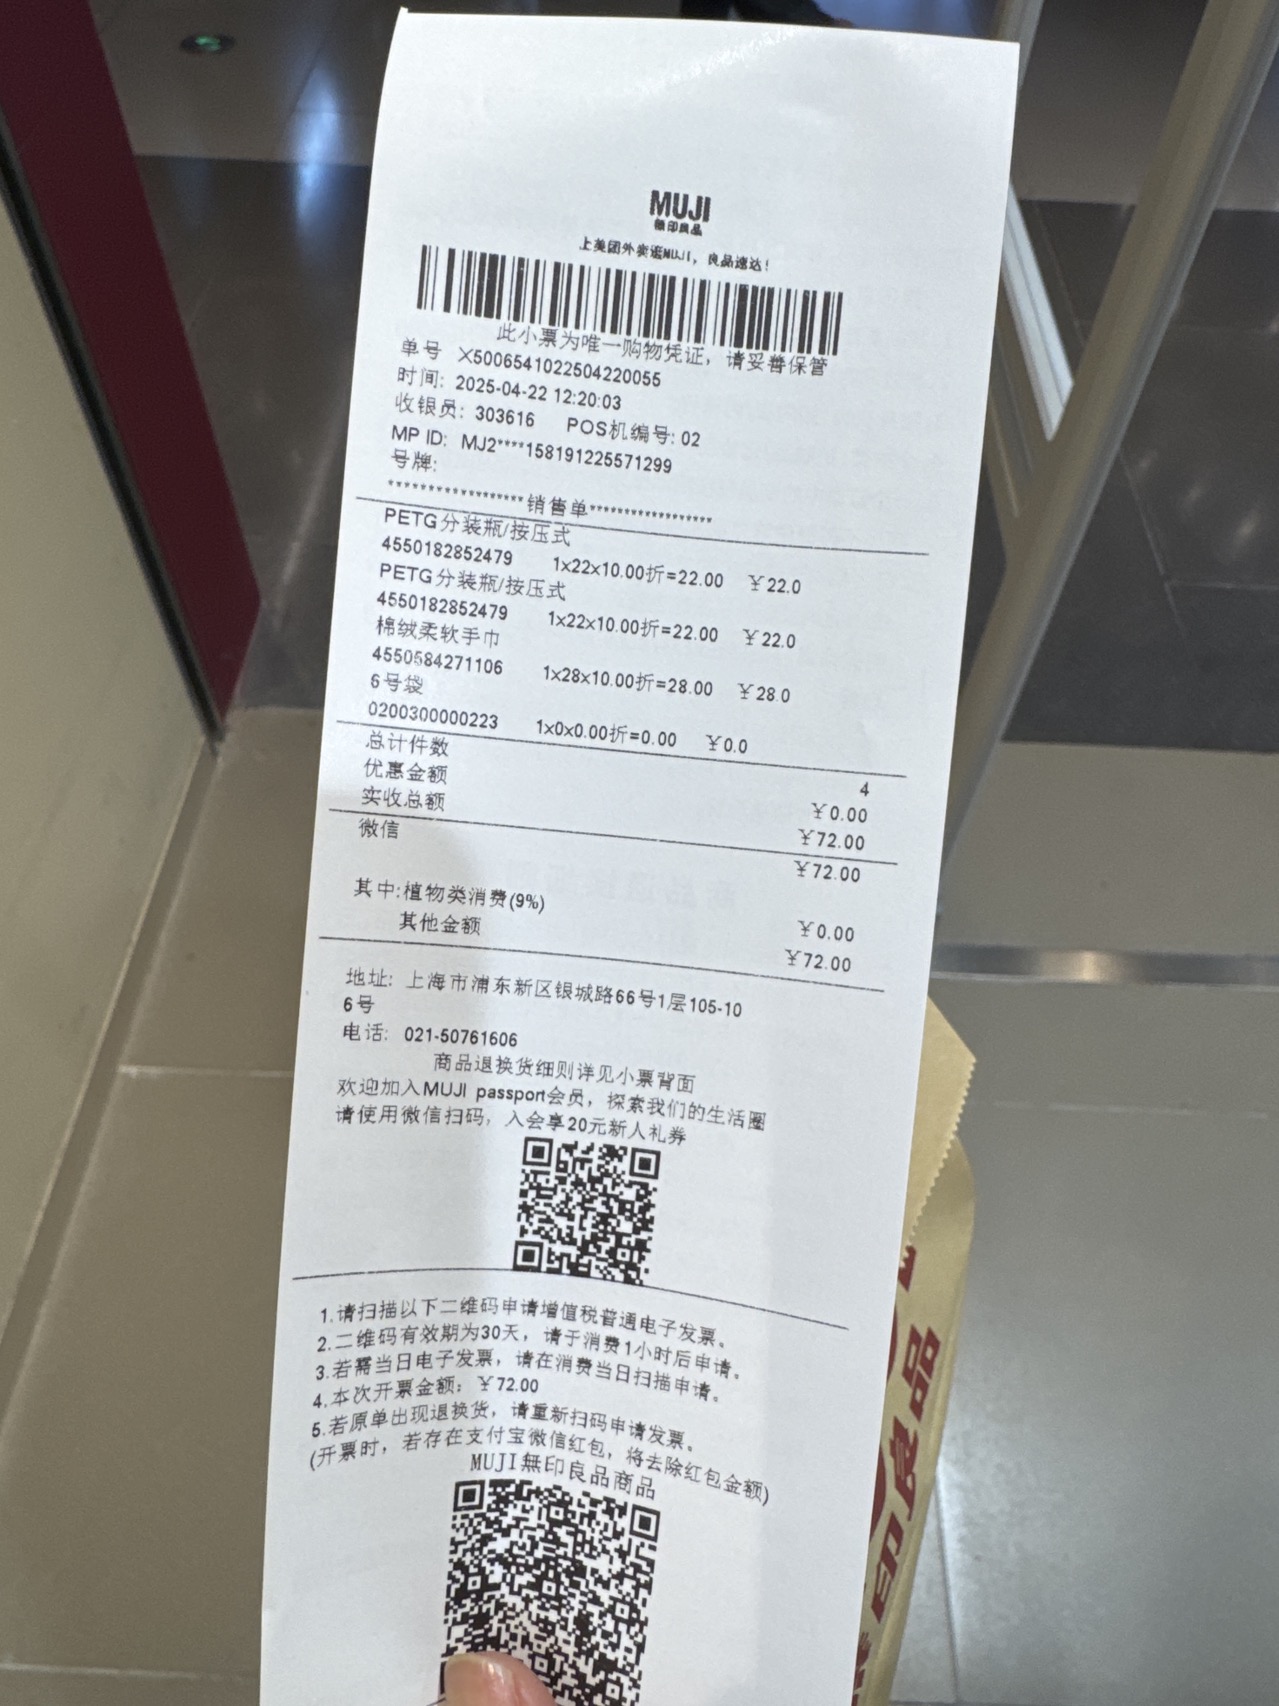 MUJI
無印良品
上美团外卖逛MUJI，良品速达！
此小票为唯一购物凭证，请妥善保管
单号 X5006541022504220055
时间: 2025-04-22 12:20:03
收银员: 303616 POS机编号: 02
MP ID: MJ2****158191225571299
号牌:
******************销售单******************
PETG分装瓶/按压式
4550182852479 1x22x10.00折=22.00 ￥22.0
PETG分装瓶/按压式
4550182852479 1x22x10.00折=22.00 ￥22.0
棉绒柔软手巾
4550584271106 1x28x10.00折=28.00 ￥28.0
6号袋
0200300000223 1x0x0.00折=0.00 ￥0.0
总计件数 4
优惠金额 ￥0.00
实收总额 ￥72.00
微信 ￥72.00
其中:植物类消费(9%) ￥0.00
其他金额 ￥72.00
地址: 上海市浦东新区银城路66号1层105-10
6号
电话: 021-50761606
商品退换货细则详见小票背面
欢迎加入MUJI passport会员，探索我们的生活圈
请使用微信扫码，入会享20元新人礼券
1.请扫描以下二维码申请增值税普通电子发票。
2.二维码有效期为30天，请于消费1小时后申请。
3.若需当日电子发票，请在消费当日扫描申请。
4.本次开票金额: ￥72.00
5.若原单出现退换货，请重新扫码申请发票。
(开票时，若存在支付宝微信红包，将去除红包金额)
MUJI無印良品商品
印良品